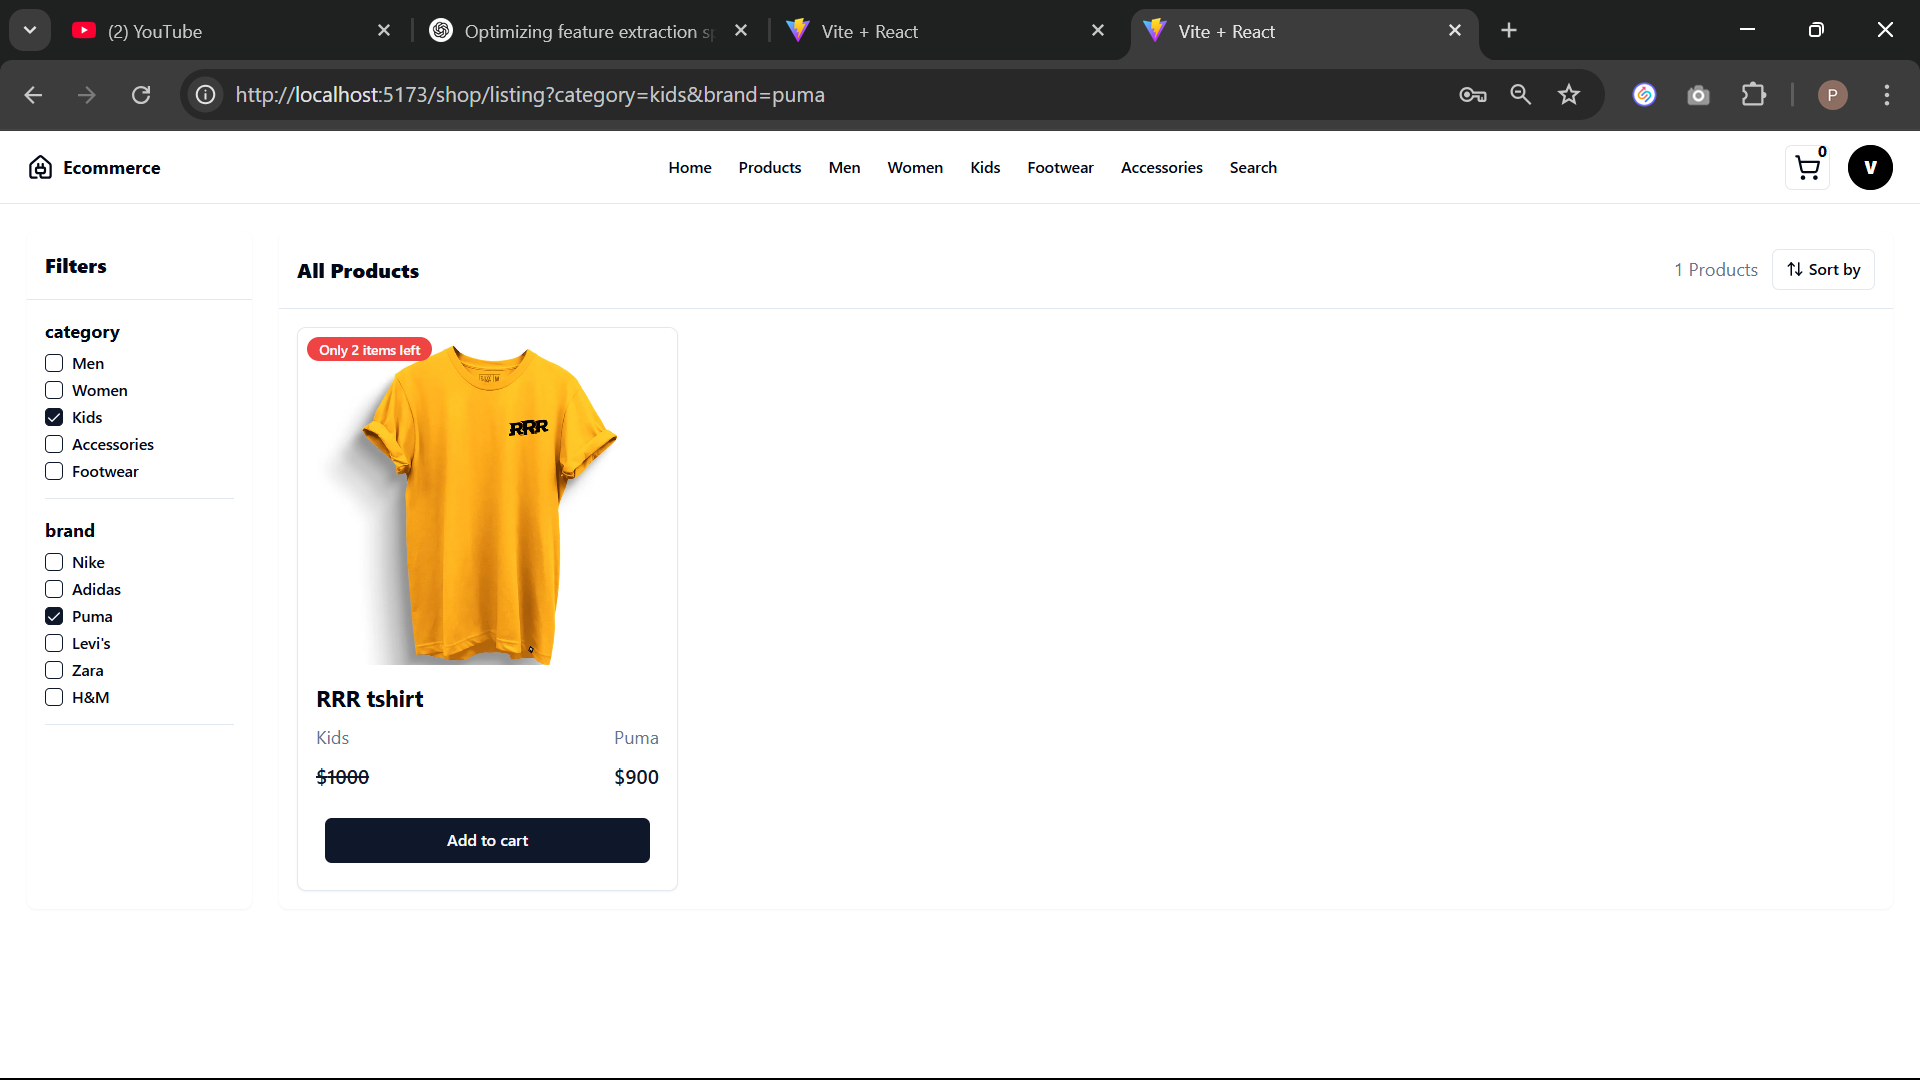 (2) YouTube
Optimizing feature extraction sp
Vite + React
Vite + React
http://localhost:5173/shop/listing?category=kids&brand=puma
P
Ecommerce
Home Products Men Women Kids Footwear Accessories Search
0
V
Filters
category
Men
Women
Kids
Accessories
Footwear
brand
Nike
Adidas
Puma
Levi's
Zara
H&M
All Products
1 Products
Sort by
Only 2 items left
RRR
RRR tshirt
Kids Puma
$1000 $900
Add to cart